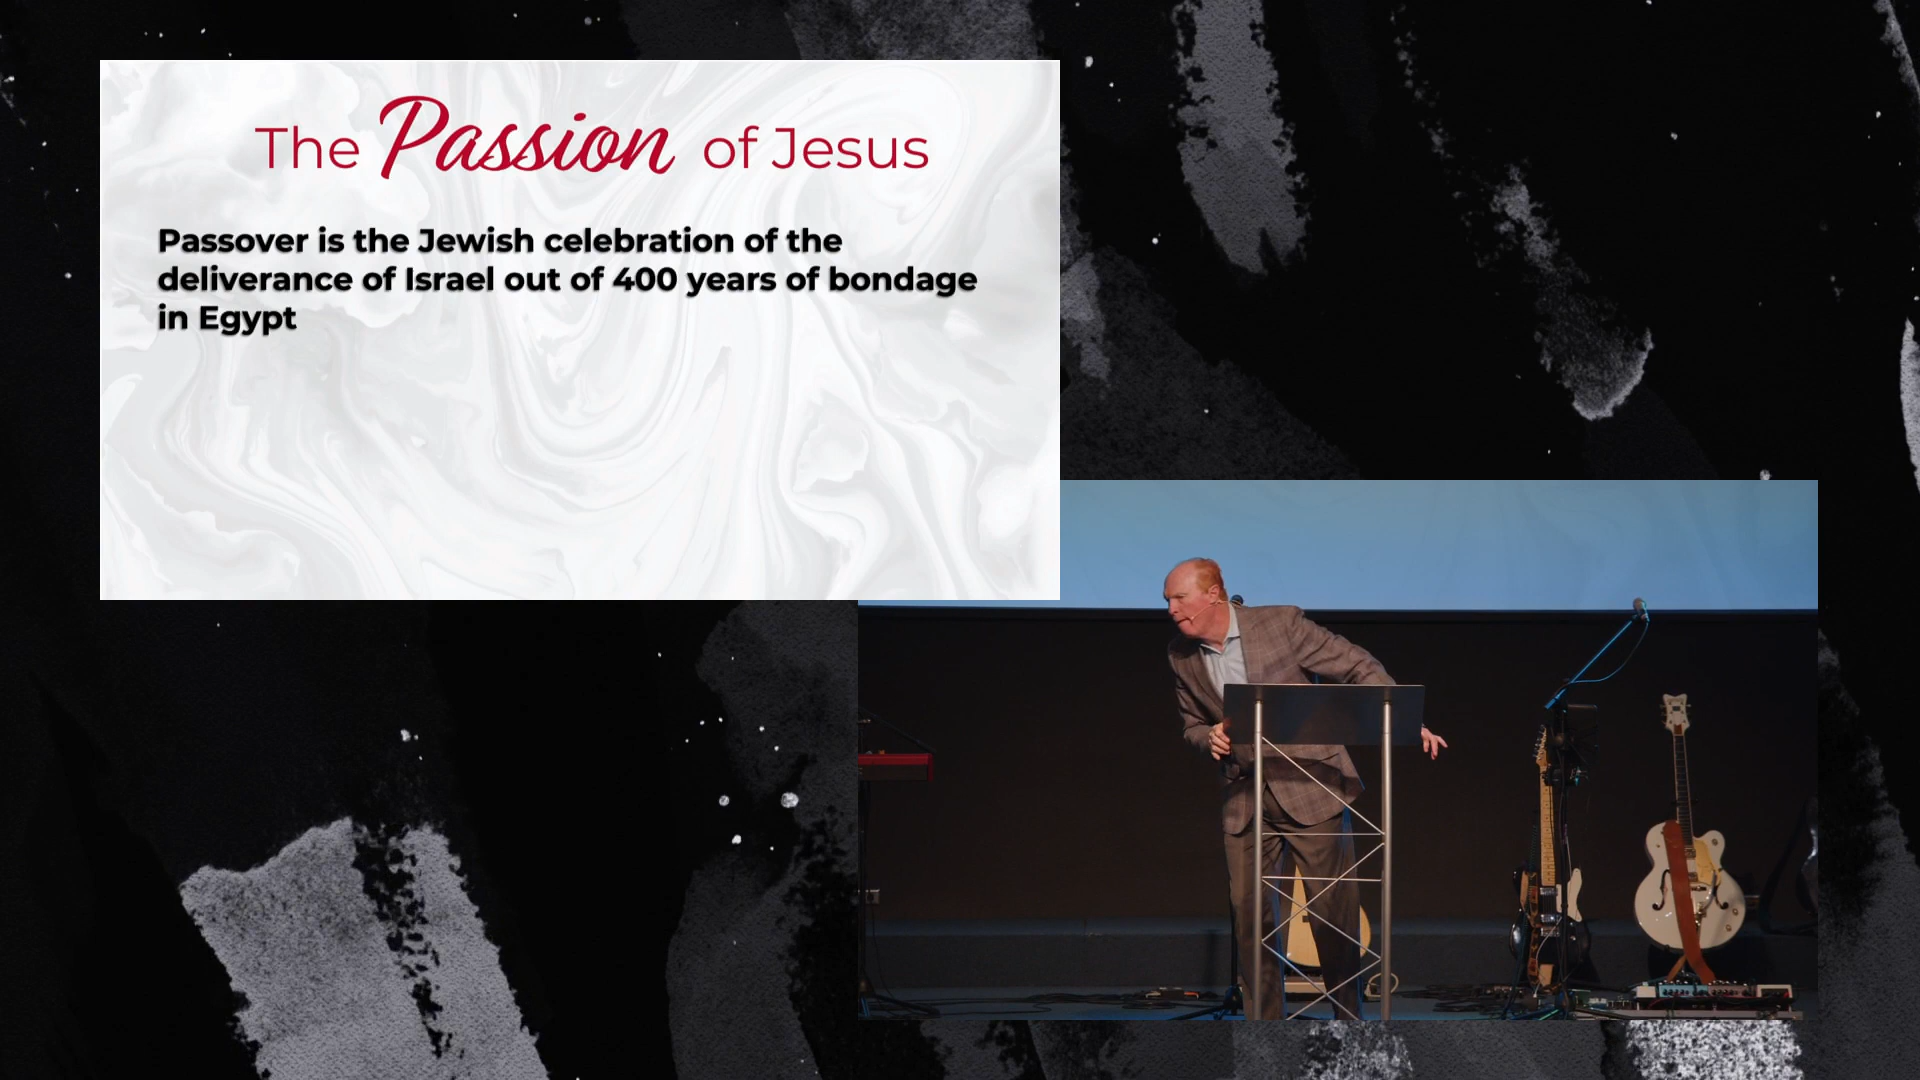 The Passion of Jesus
Passover is the Jewish celebration of the
deliverance of Israel out of 400 years of bondage
in Egypt